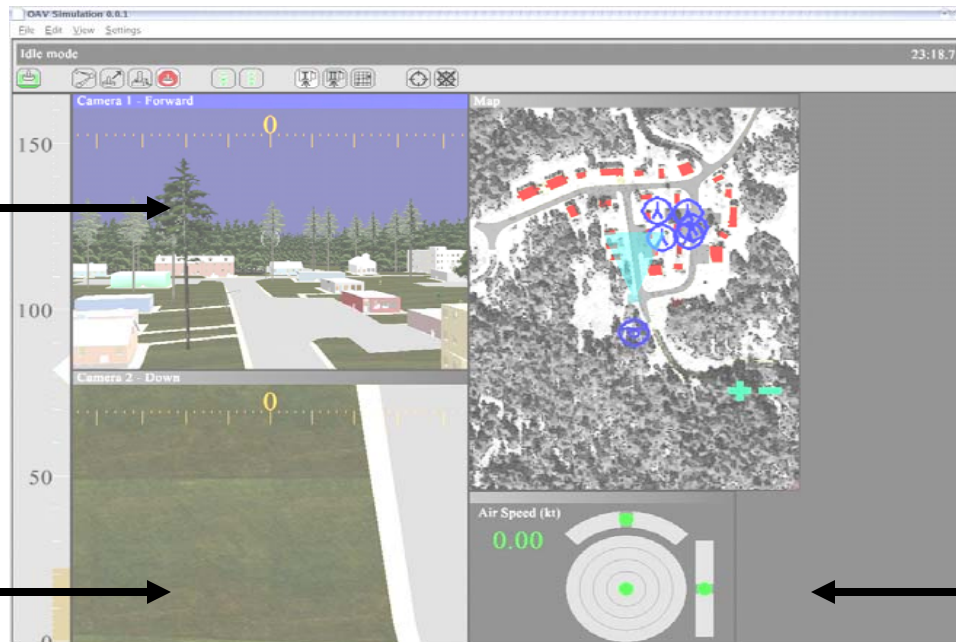 OAV Simulation 0.0.1
File Edit View Settings
Idle mode
23:18.7
Camera 1 - Forward
0
150
100
Camera 2 - Down
0
50
0
Map
Air Speed (kt)
0.00